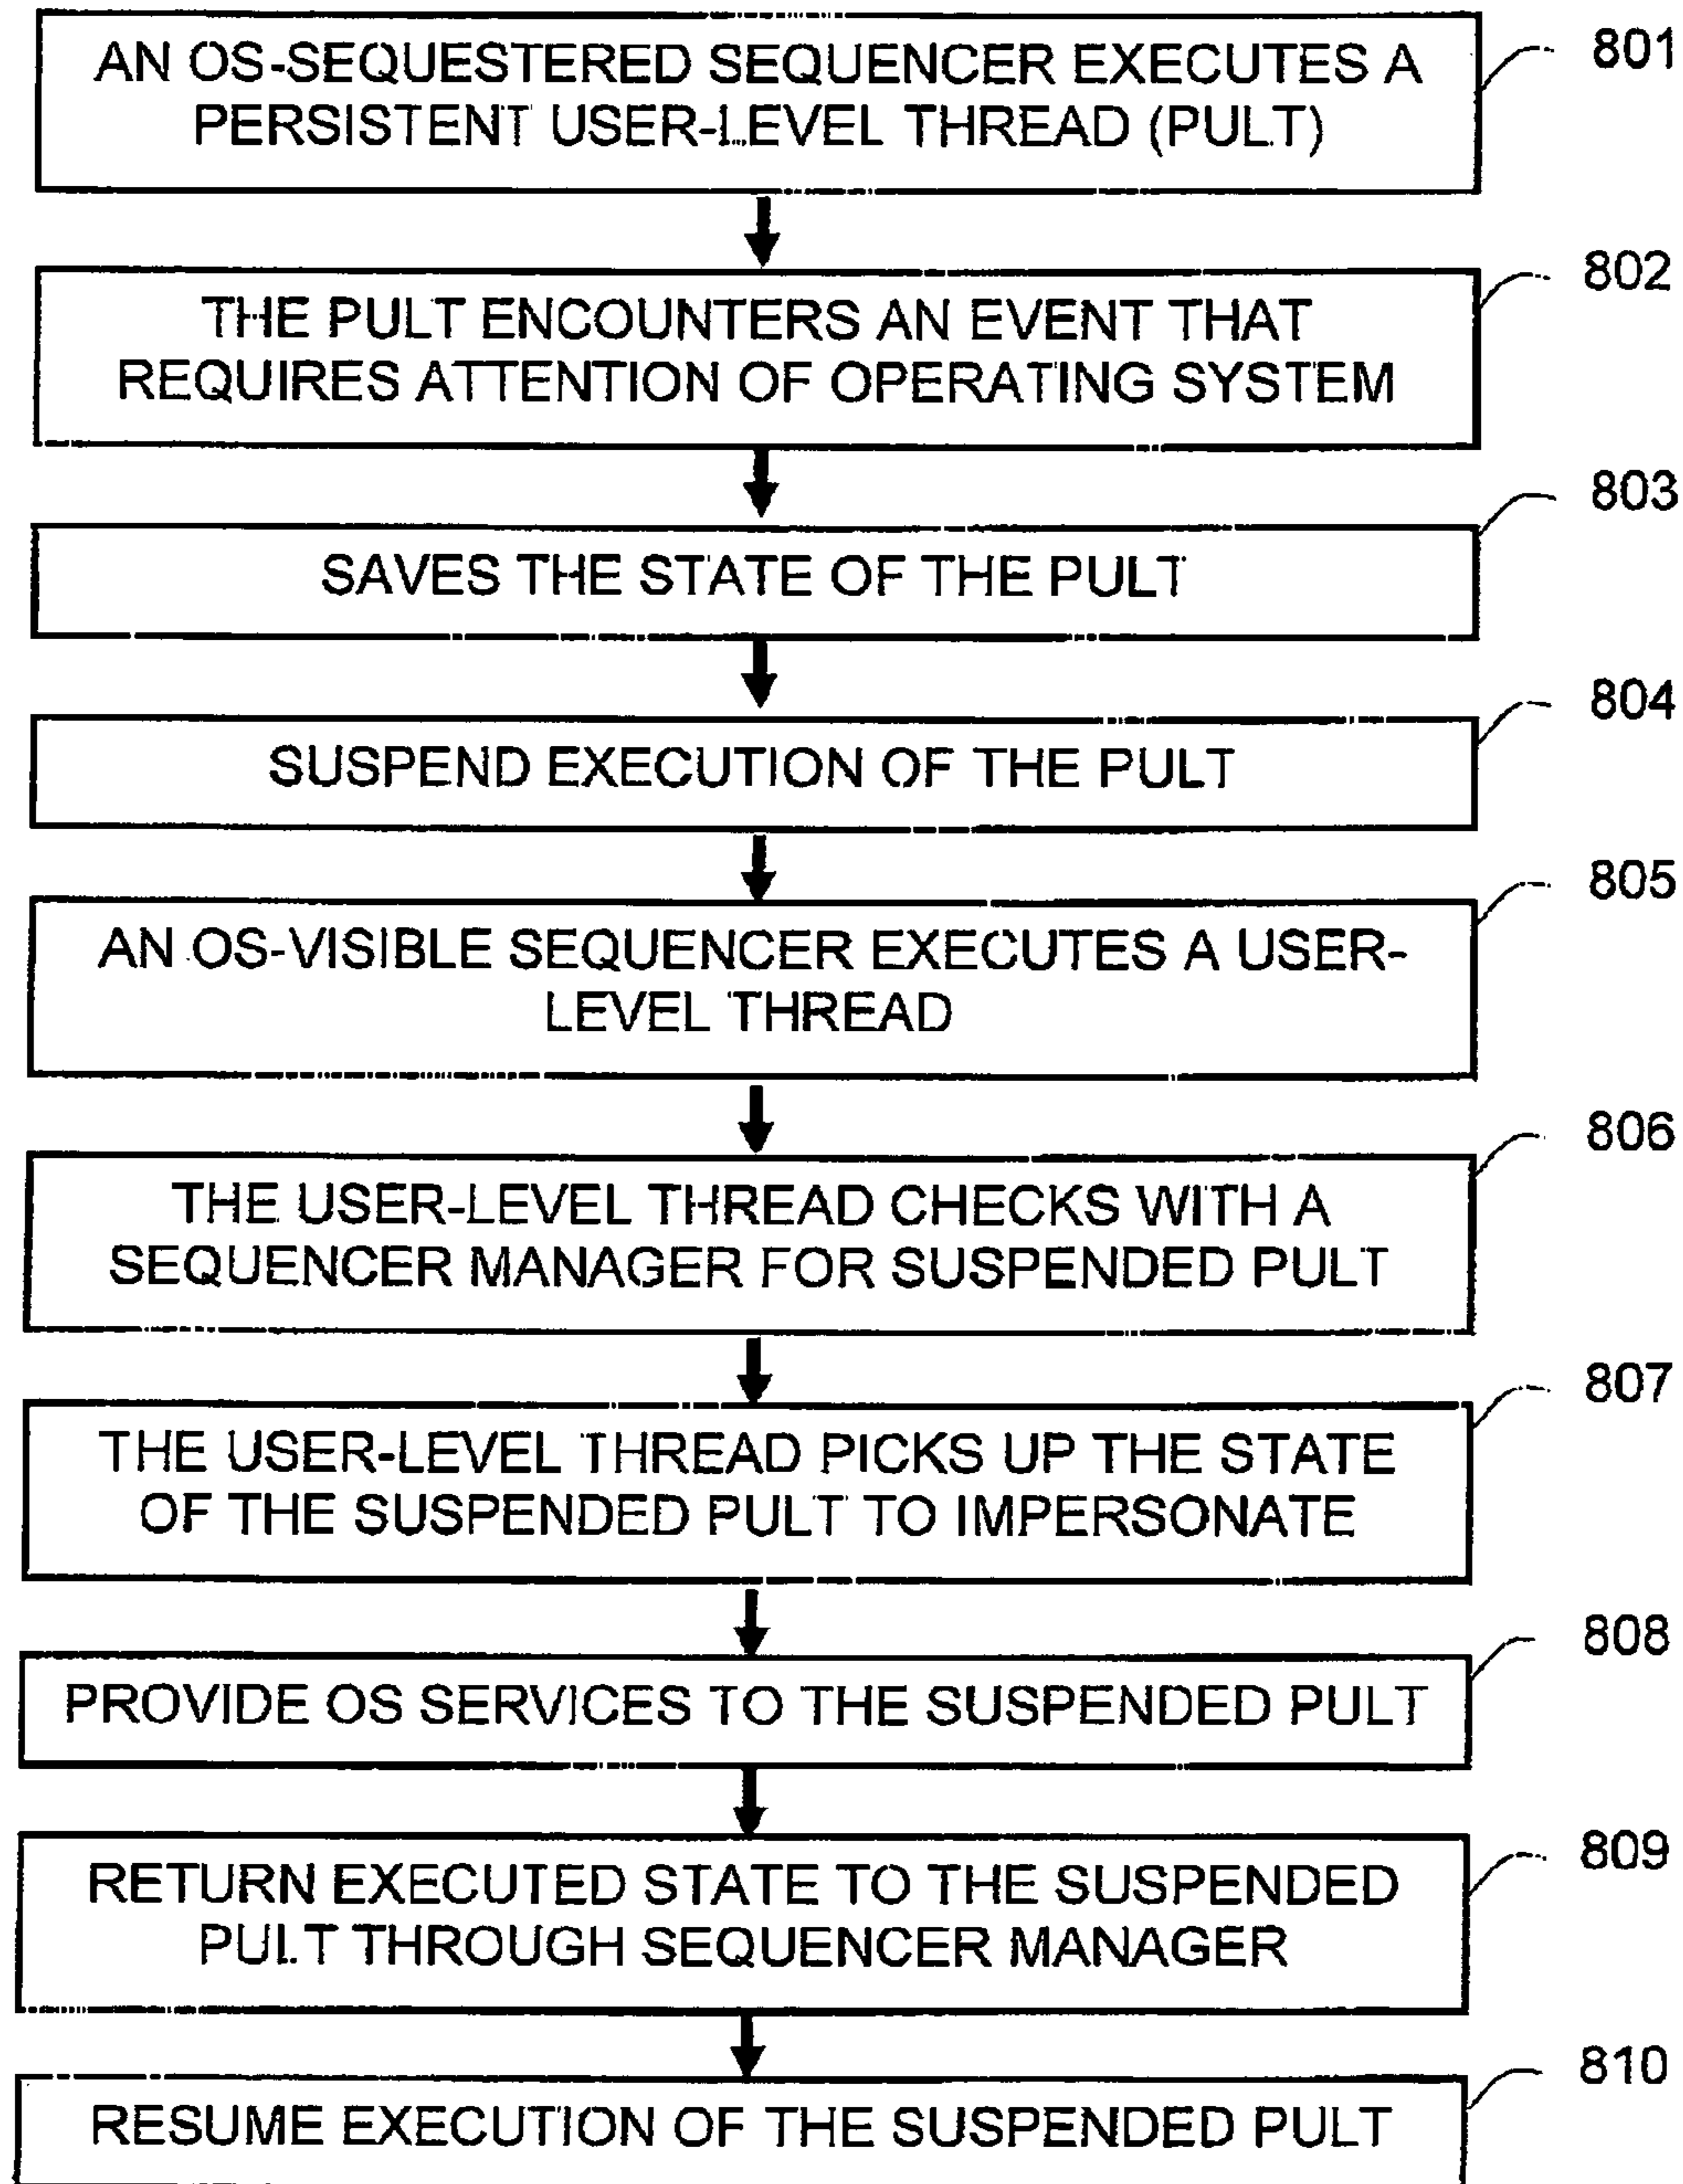 AN OS-SEQUESTERED SEQUENCER EXECUTES A
PERSISTENT USER-LEVEL THREAD (PULT)
801
THE PULT ENCOUNTERS AN EVENT THAT
REQUIRES ATTENTION OF OPERATING SYSTEM
802
SAVES THE STATE OF THE PULT
803
SUSPEND EXECUTION OF THE PULT
804
AN OS-VISIBLE SEQUENCER EXECUTES A USER-
LEVEL THREAD
805
THE USER-LEVEL THREAD CHECKS WITH A
SEQUENCER MANAGER FOR SUSPENDED PULT
806
THE USER-LEVEL THREAD PICKS UP THE STATE
OF THE SUSPENDED PULT TO IMPERSONATE
807
PROVIDE OS SERVICES TO THE SUSPENDED PULT
808
RETURN EXECUTED STATE TO THE SUSPENDED
PULT THROUGH SEQUENCER MANAGER
809
RESUME EXECUTION OF THE SUSPENDED PULT
810